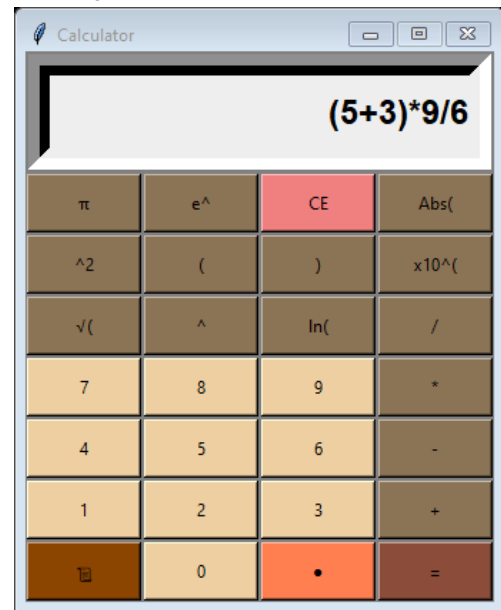 Calculator
(5+3)*9/6
π e^ CE Abs(
^2 ( ) x10^(
√( ^ ln( /
7 8 9 *
4 5 6 -
1 2 3 +
0 • =